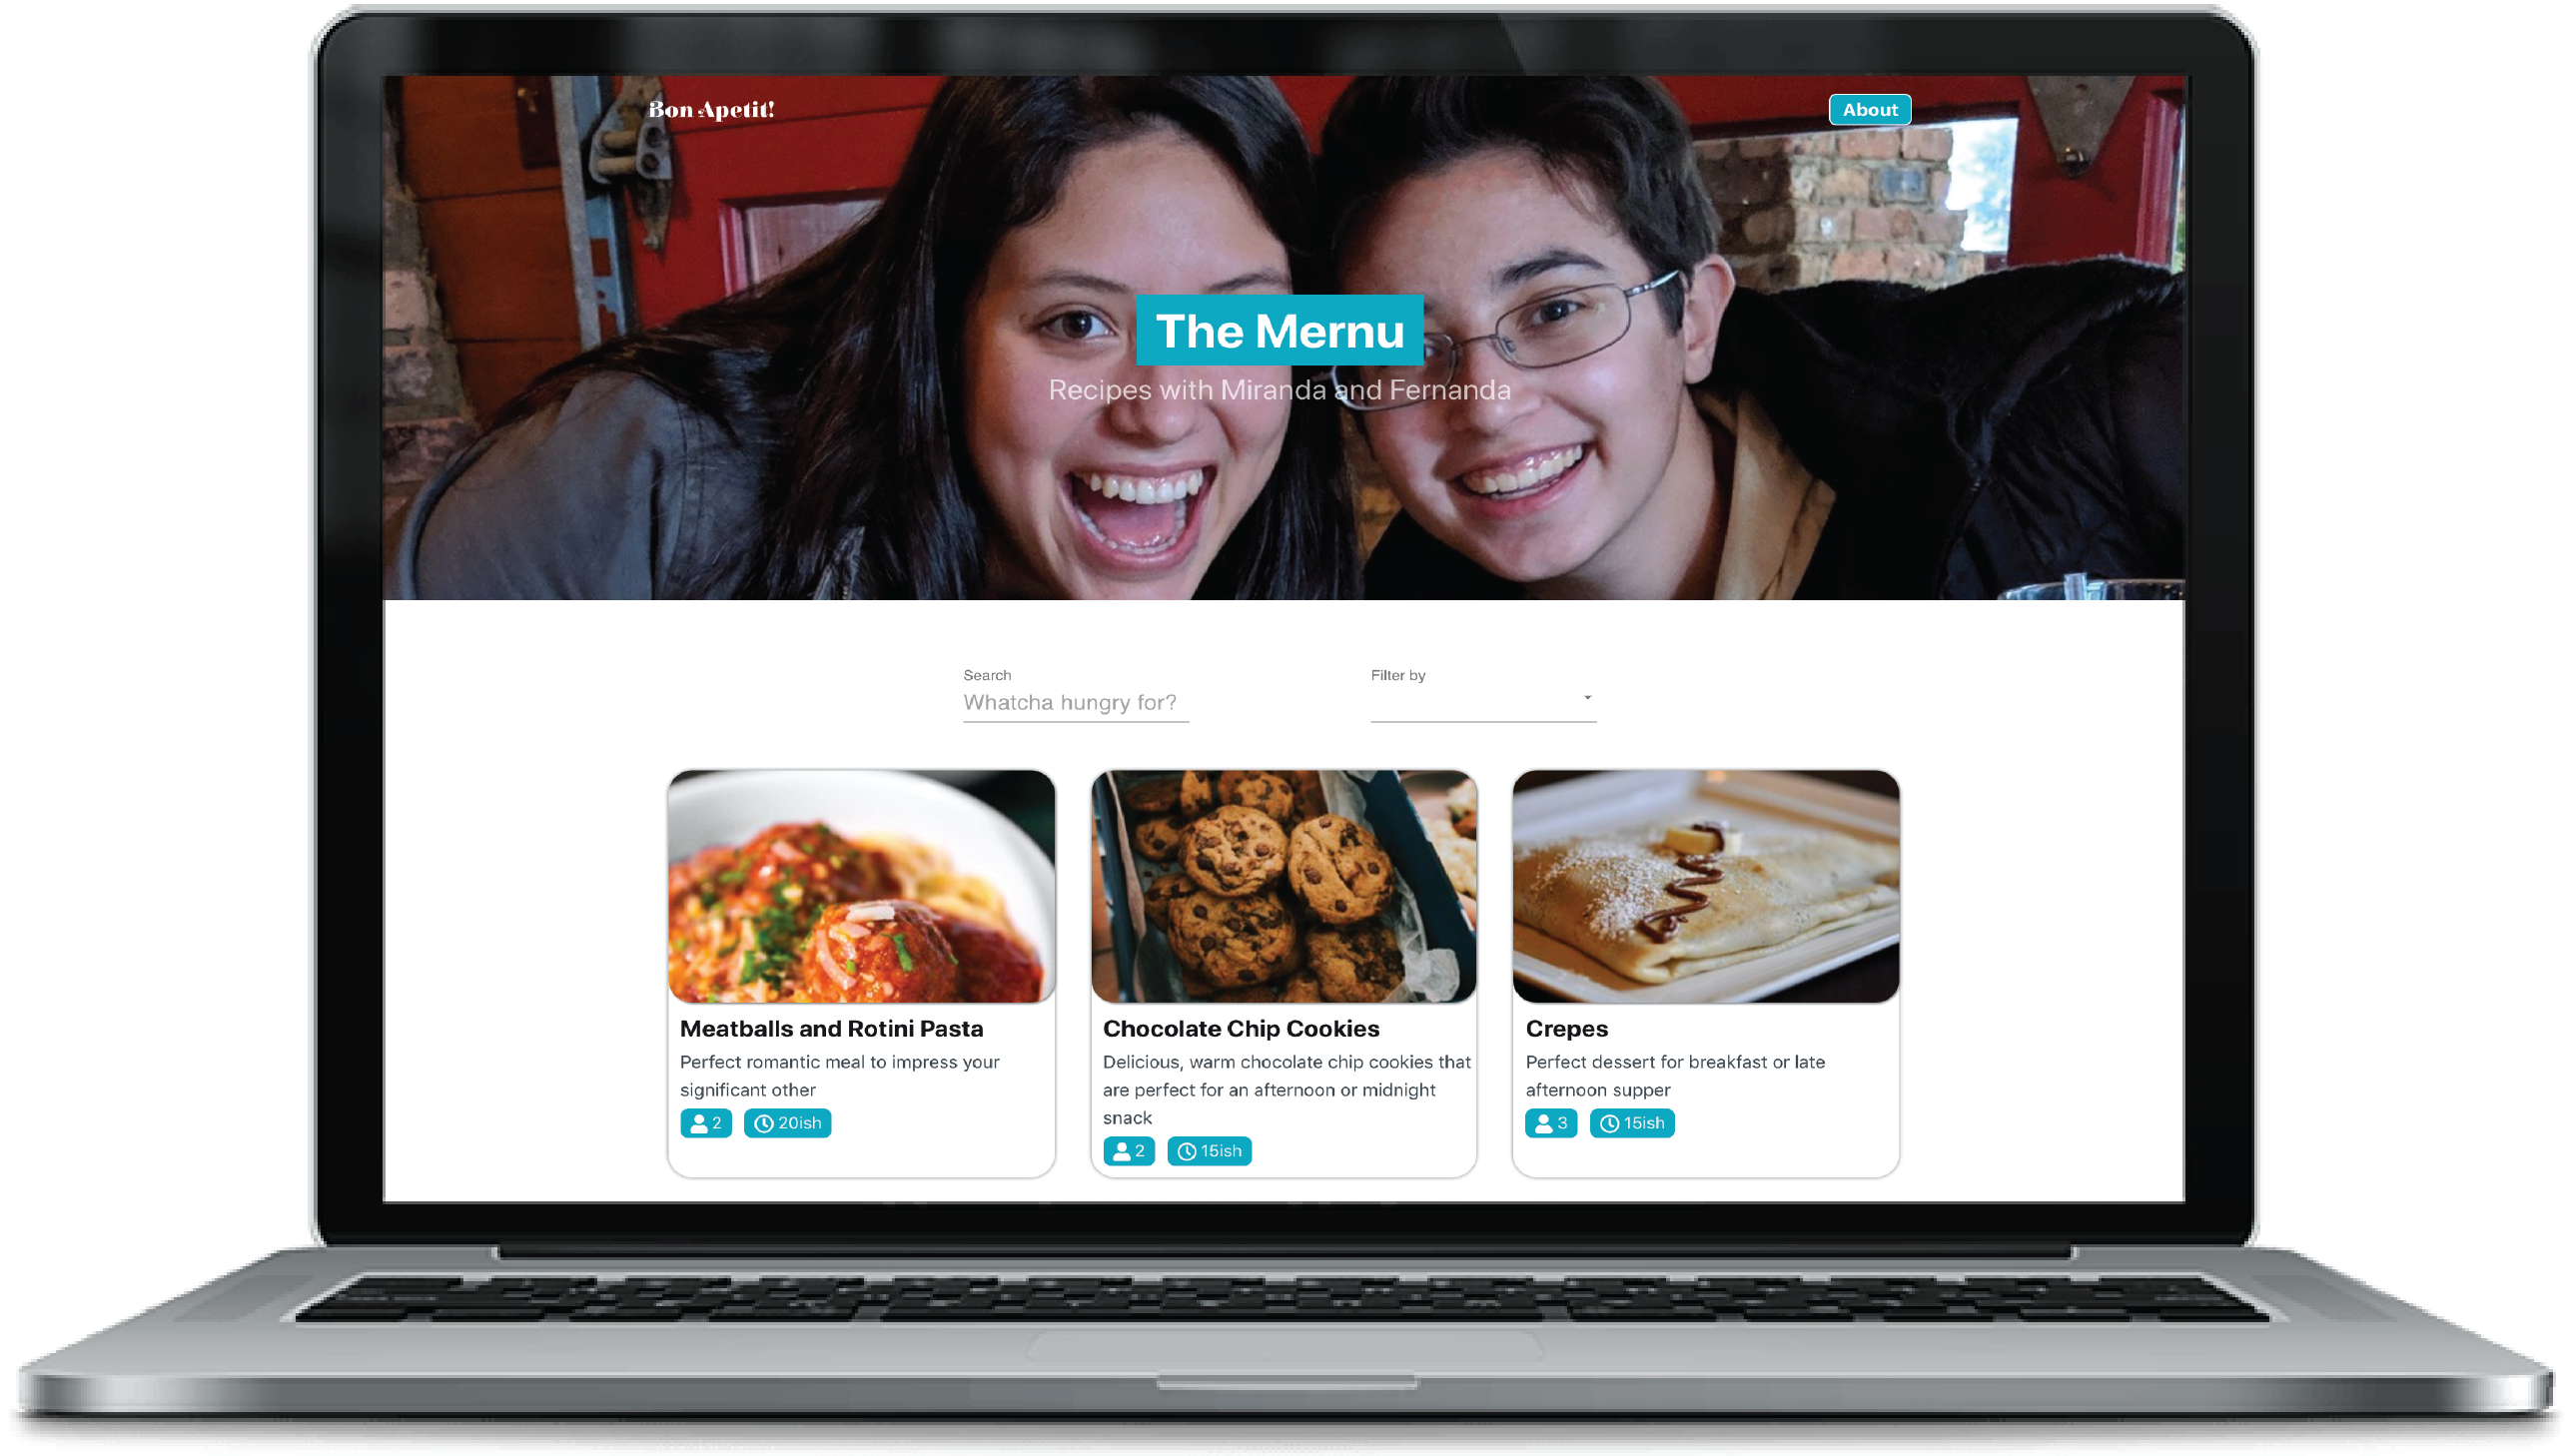 Bon Apetit!
About
The Mernu
Recipes with Miranda and Fernanda
Search
Whatcha hungry for?
Filter by
Meatballs and Rotini Pasta
Perfect romantic meal to impress your
significant other
2
20ish
Chocolate Chip Cookies
Delicious, warm chocolate chip cookies that
are perfect for an afternoon or midnight
snack
2
15ish
Crepes
Perfect dessert for breakfast or late
afternoon supper
3
15ish